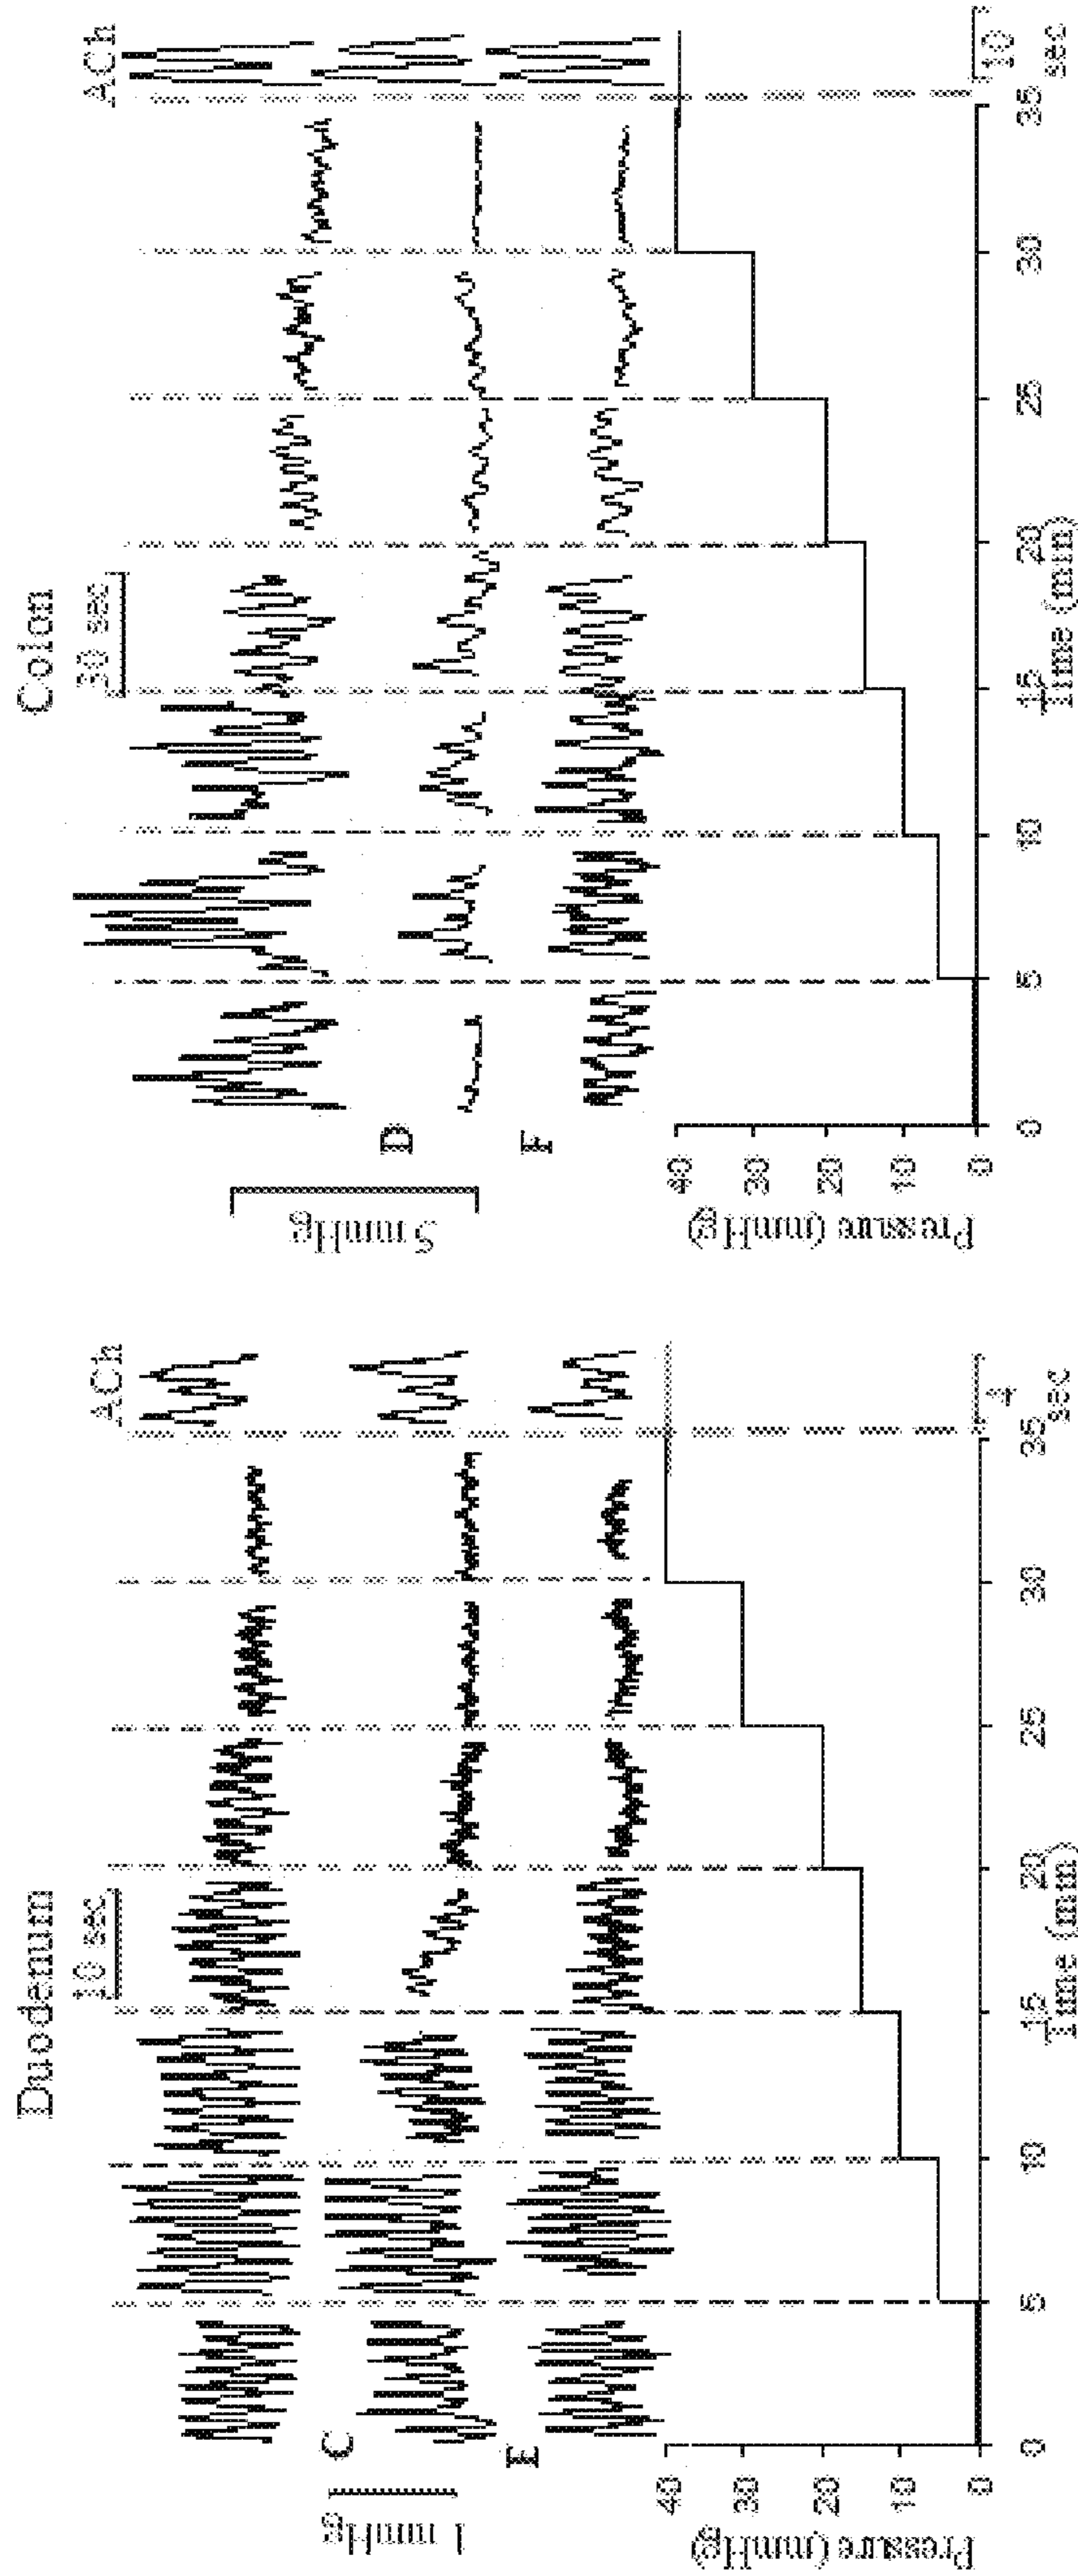 Duodenum
10 sec
ACh
1 mmHg
C
E
Pressure (mmHg)
40
30
20
10
0
0 5 10 15 20 25 30 35
Time (min)
4
sec
Colon
30 sec
ACh
5 mmHg
D
F
Pressure (mmHg)
40
30
20
10
0
0 5 10 15 20 25 30 35
Time (min)
10
sec